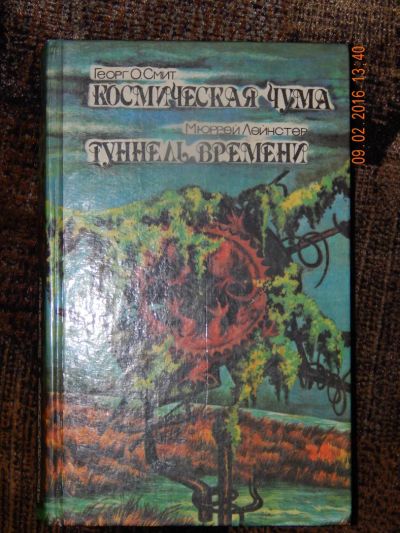 Георг О.Смит
КОСМИЧЕСКАЯ ЧУМА
Мюррей Лейнстер
ТУННЕЛЬ ВРЕМЕНИ
09.02.2016 13:40